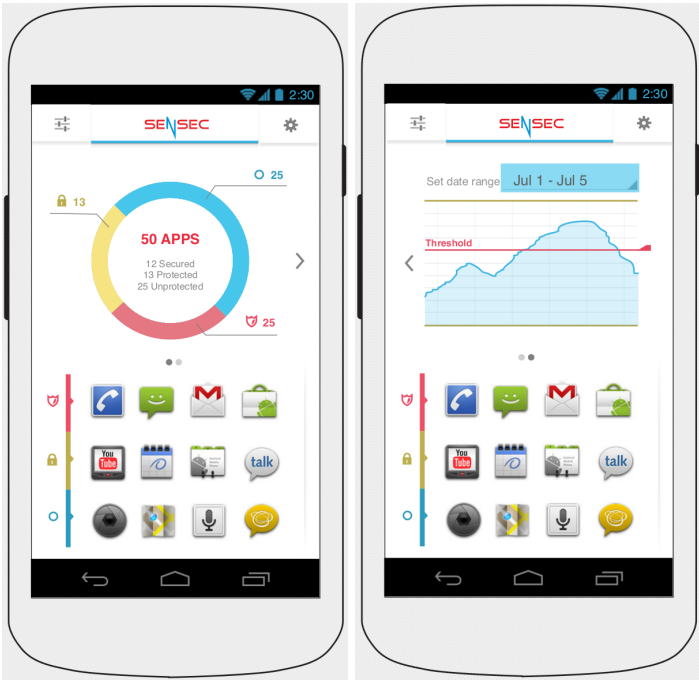 2:30
SENSEC
25
13
50 APPS
12 Secured
13 Protected
25 Unprotected
25
You
Tube
talk
2:30
SENSEC
Set date range
Jul 1 - Jul 5
Threshold
You
Tube
talk